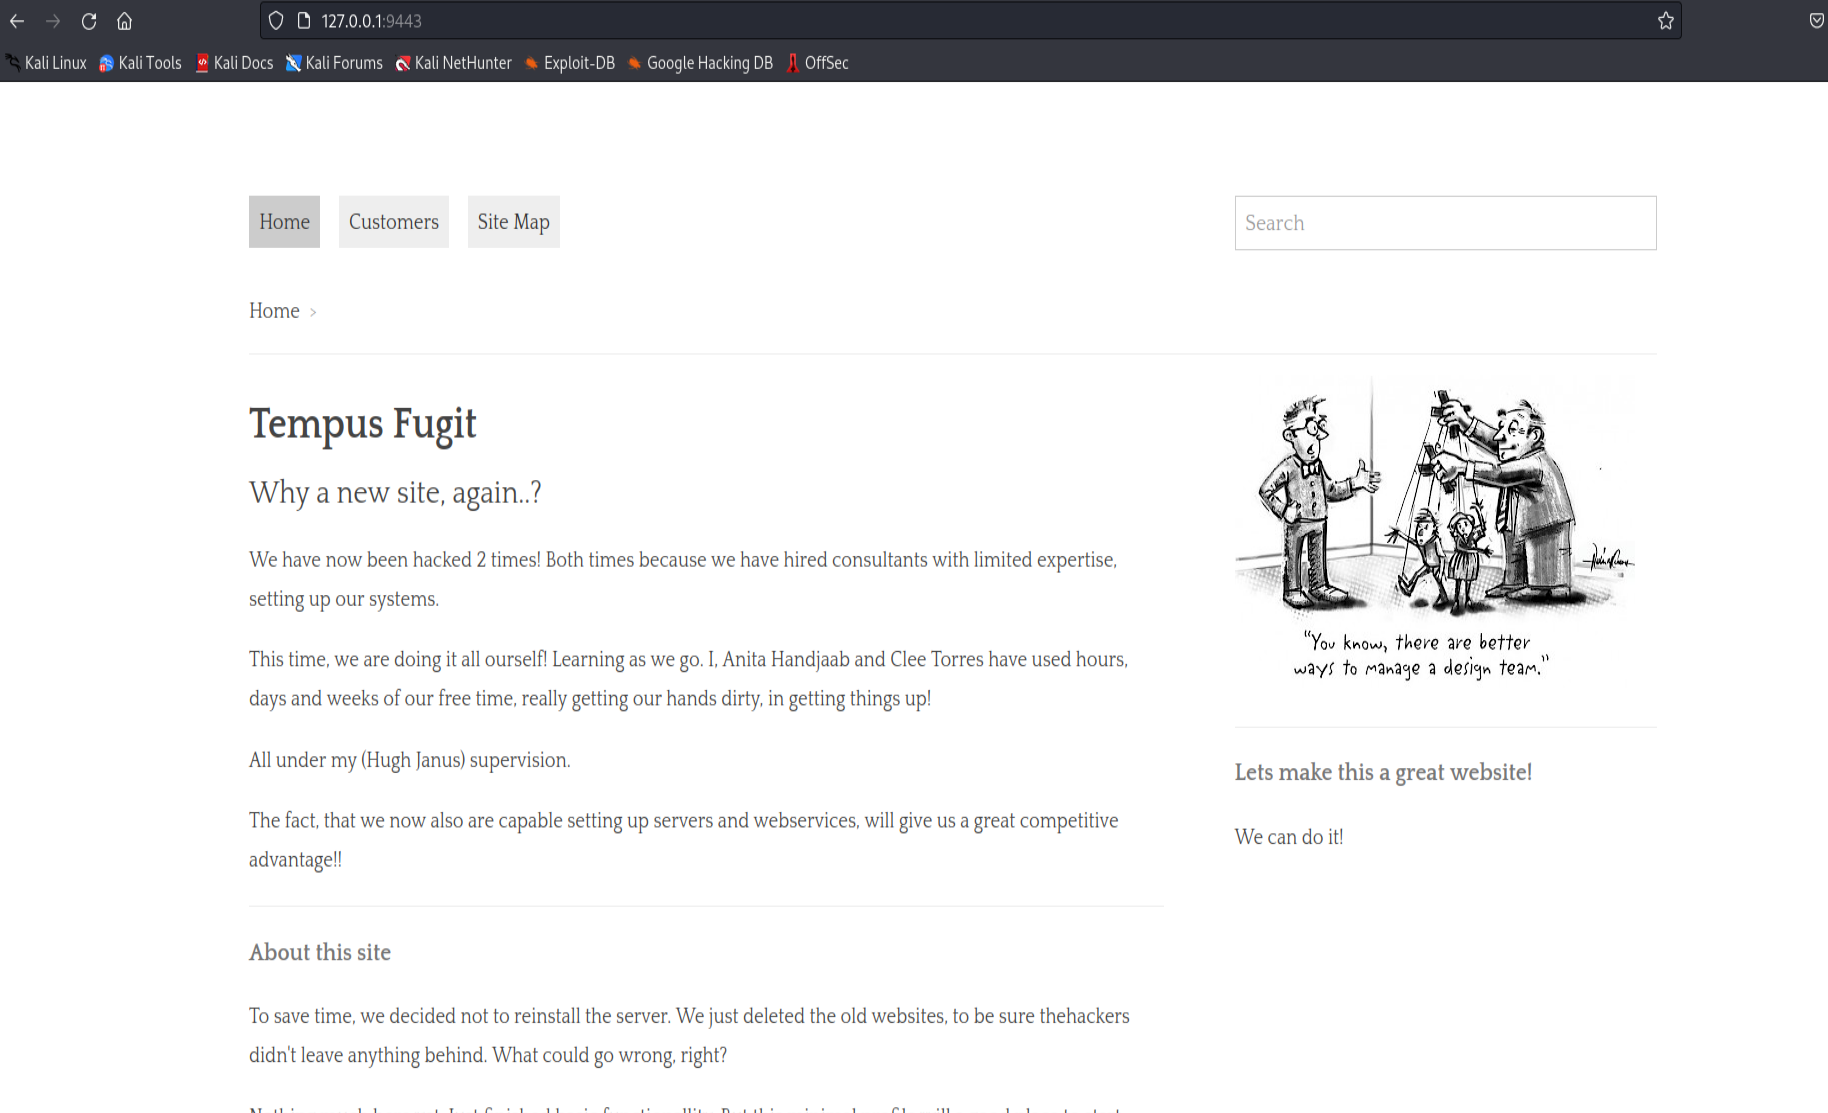 127.0.0.1:9443
Kali Linux Kali Tools Kali Docs Kali Forums Kali NetHunter Exploit-DB Google Hacking DB OffSec
Home Customers Site Map Search
Home >
Tempus Fugit
Why a new site, again..?
We have now been hacked 2 times! Both times because we have hired consultants with limited expertise,
setting up our systems.
This time, we are doing it all ourself! Learning as we go. I, Anita Handjaab and Clee Torres have used hours,
days and weeks of our free time, really getting our hands dirty, in getting things up!
All under my (Hugh Janus) supervision.
The fact, that we now also are capable setting up servers and webservices, will give us a great competitive
advantage!!
About this site
To save time, we decided not to reinstall the server. We just deleted the old websites, to be sure thehackers
didn't leave anything behind. What could go wrong, right?
"You know, there are better
ways to manage a design team."
Lets make this a great website!
We can do it!